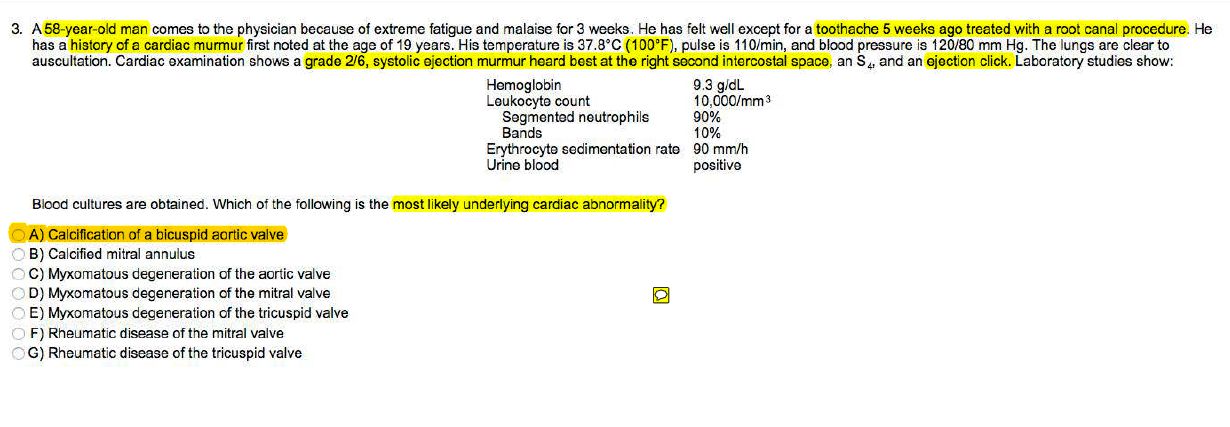 3. A 58-year-old man comes to the physician because of extreme fatigue and malaise for 3 weeks. He has felt well except for a toothache 5 weeks ago treated with a root canal procedure. He
has a history of a cardiac murmur first noted at the age of 19 years. His temperature is 37.8°C (100°F), pulse is 110/min, and blood pressure is 120/80 mm Hg. The lungs are clear to
auscultation. Cardiac examination shows a grade 2/6, systolic ejection murmur heard best at the right second intercostal space, an S₄, and an ejection click. Laboratory studies show:
Hemoglobin 9.3 g/dL
Leukocyte count 10,000/mm³
Segmented neutrophils 90%
Bands 10%
Erythrocyte sedimentation rate 90 mm/h
Urine blood positive
Blood cultures are obtained. Which of the following is the most likely underlying cardiac abnormality?
A) Calcification of a bicuspid aortic valve
B) Calcified mitral annulus
C) Myxomatous degeneration of the aortic valve
D) Myxomatous degeneration of the mitral valve
E) Myxomatous degeneration of the tricuspid valve
F) Rheumatic disease of the mitral valve
G) Rheumatic disease of the tricuspid valve